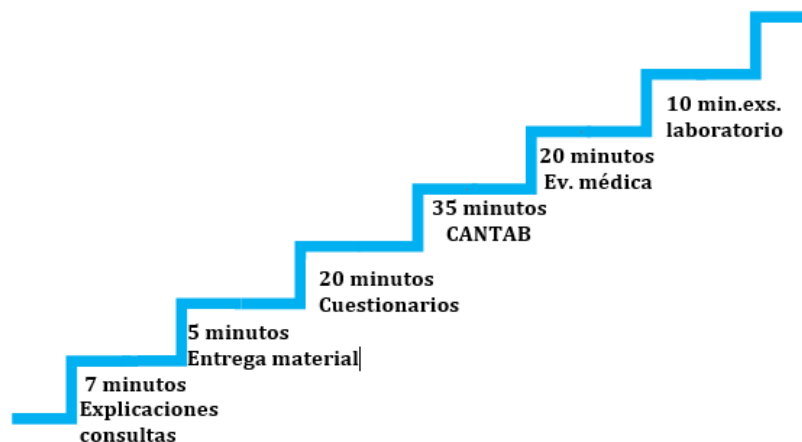 10 min.exs.
laboratorio
20 minutos
Ev. médica
35 minutos
CANTAB
20 minutos
Cuestionarios
5 minutos
Entrega material
7 minutos
Explicaciones
consultas